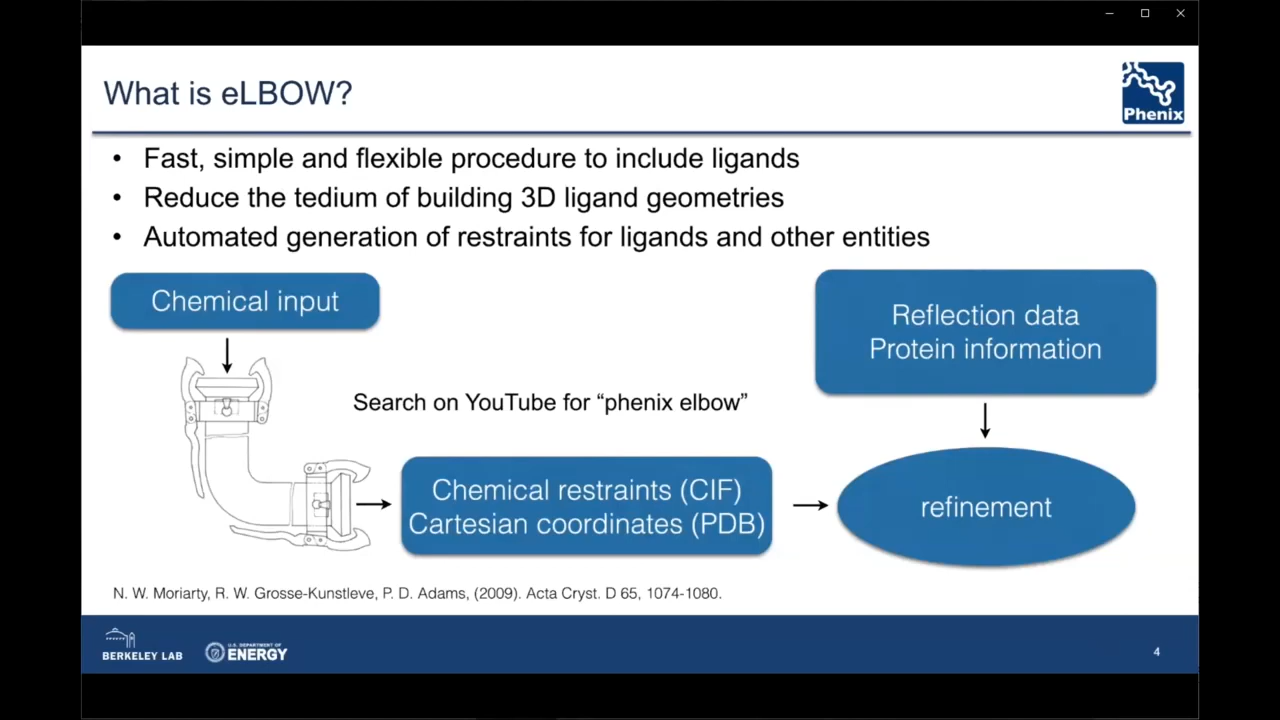 What is eLBOW?
Phenix
• Fast, simple and flexible procedure to include ligands
• Reduce the tedium of building 3D ligand geometries
• Automated generation of restraints for ligands and other entities
Chemical input
Reflection data
Protein information
Search on YouTube for “phenix elbow”
Chemical restraints (CIF)
Cartesian coordinates (PDB)
refinement
N. W. Moriarty, R. W. Grosse-Kunstleve, P. D. Adams, (2009). Acta Cryst. D 65, 1074-1080.
BERKELEY LAB
U.S. DEPARTMENT OF
ENERGY
4